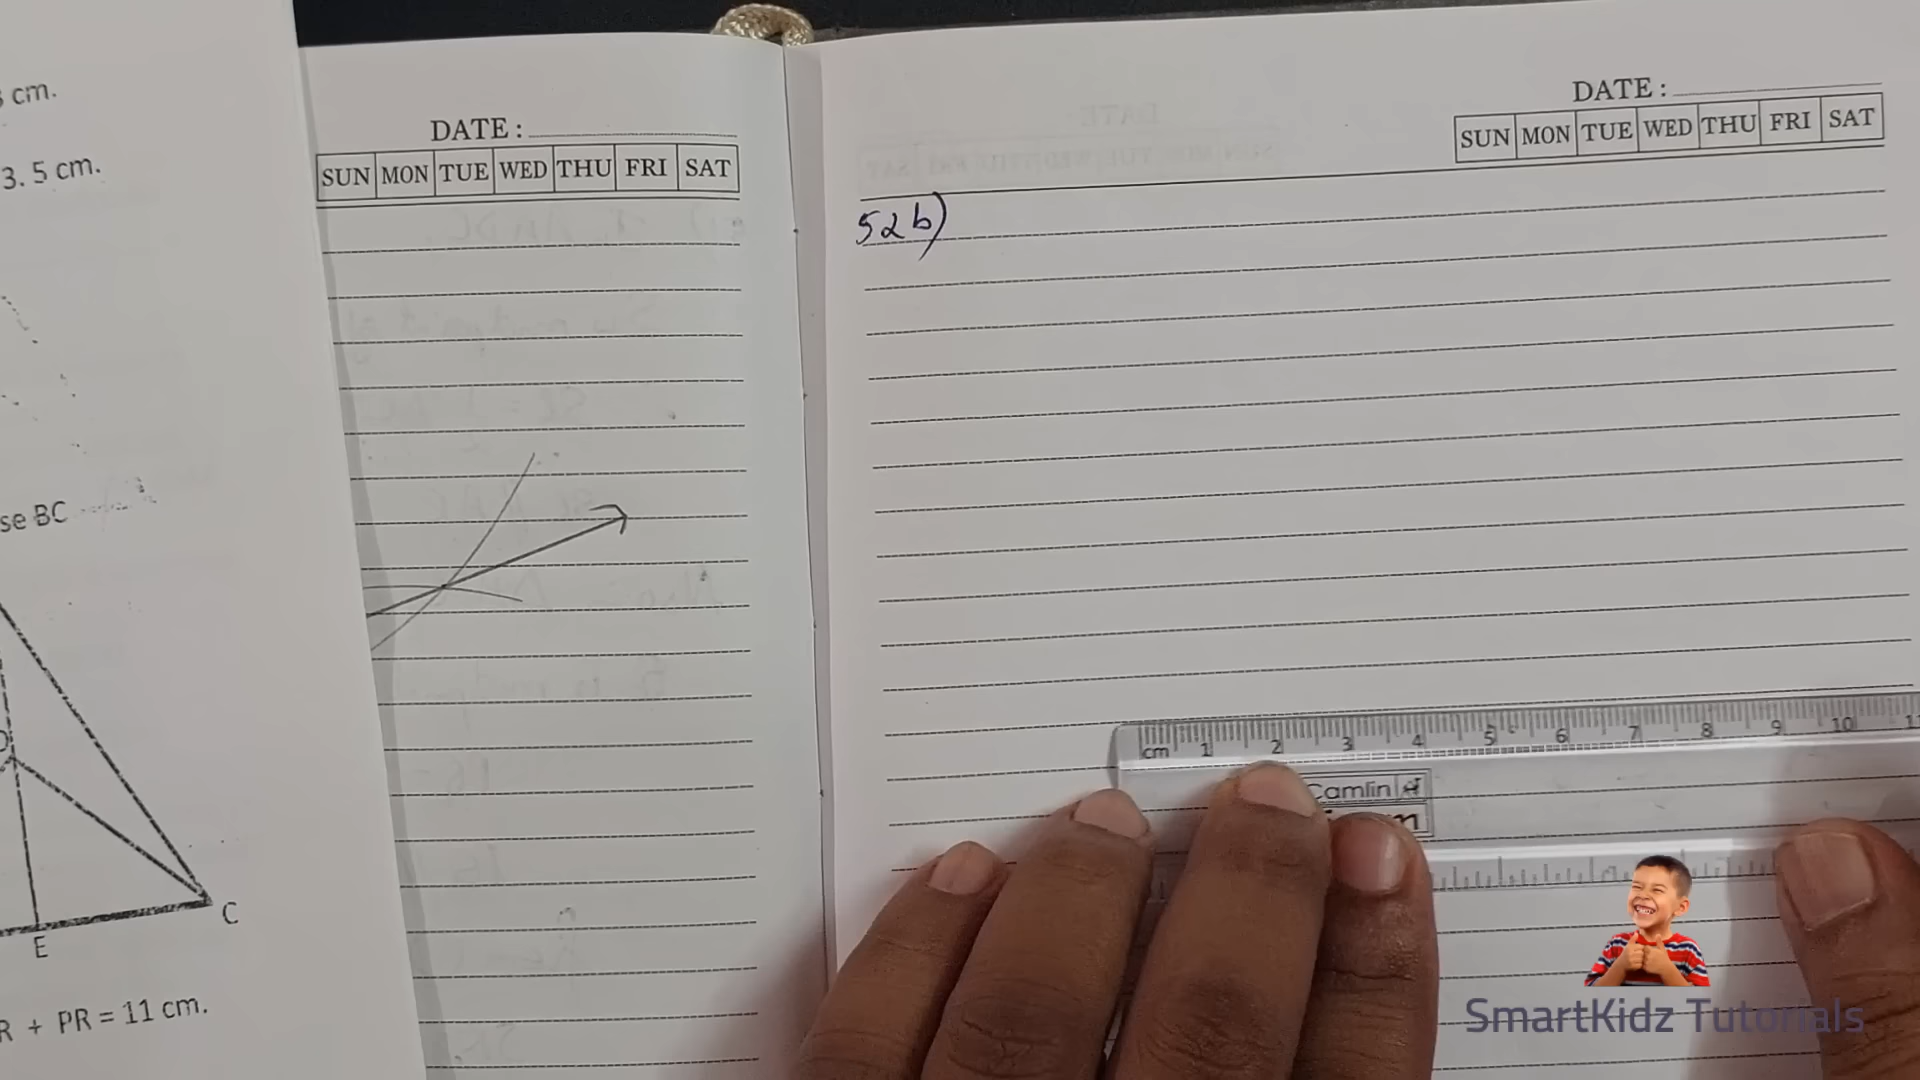 cm.
3. 5 cm.
se BC
D
E
C
R + PR = 11 cm.
DATE :
SUN MON TUE WED THU FRI SAT
DATE :
SUN MON TUE WED THU FRI SAT
52 b)
cm 1 2 3 4 5 6 7 8 9 10 11
Camlin
SmartKidz Tutorials